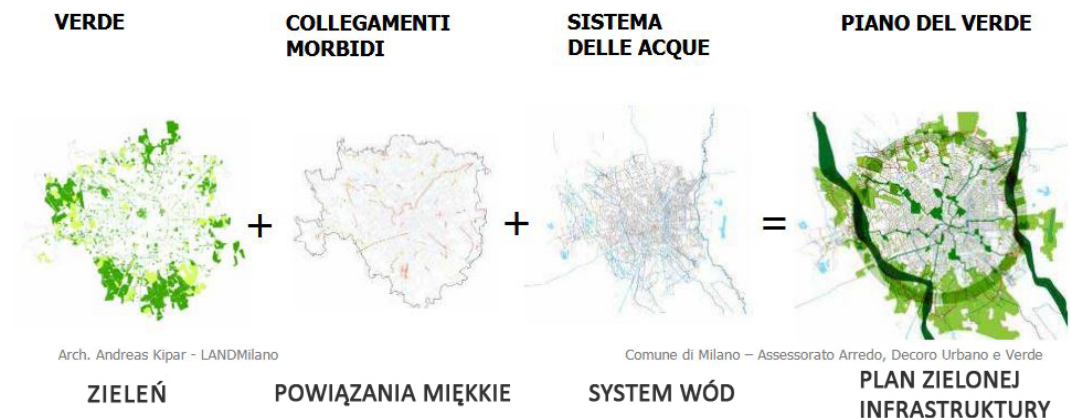 VERDE
COLLEGAMENTI
MORBIDI
SISTEMA
DELLE ACQUE
PIANO DEL VERDE
+
+
=
Arch. Andreas Kipar - LANDMilano
Comune di Milano – Assessorato Arredo, Decoro Urbano e Verde
ZIELEŃ
POWIĄZANIA MIĘKKIE
SYSTEM WÓD
PLAN ZIELONEJ
INFRASTRUKTURY